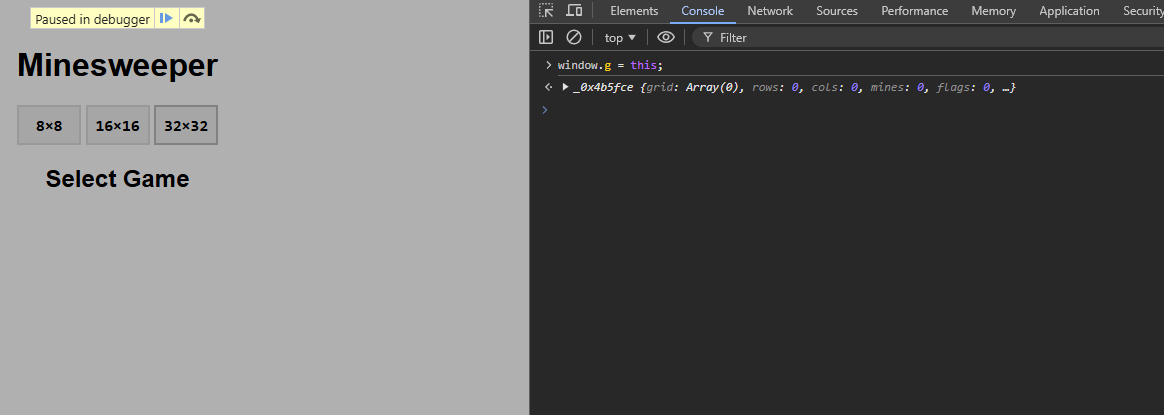 Paused in debugger
Minesweeper
8×8 16×16 32×32
Select Game
Elements Console Network Sources Performance Memory Application Security
top ▼ Filter
> window.g = this;
<· ▶ _0x4b5fce {grid: Array(0), rows: 0, cols: 0, mines: 0, flags: 0, …}
>